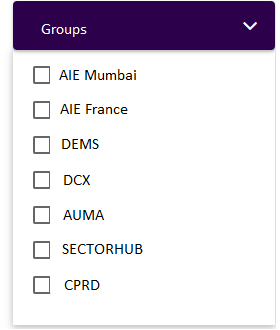 Groups
AIE Mumbai
AIE France
DEMS
DCX
AUMA
SECTORHUB
CPRD